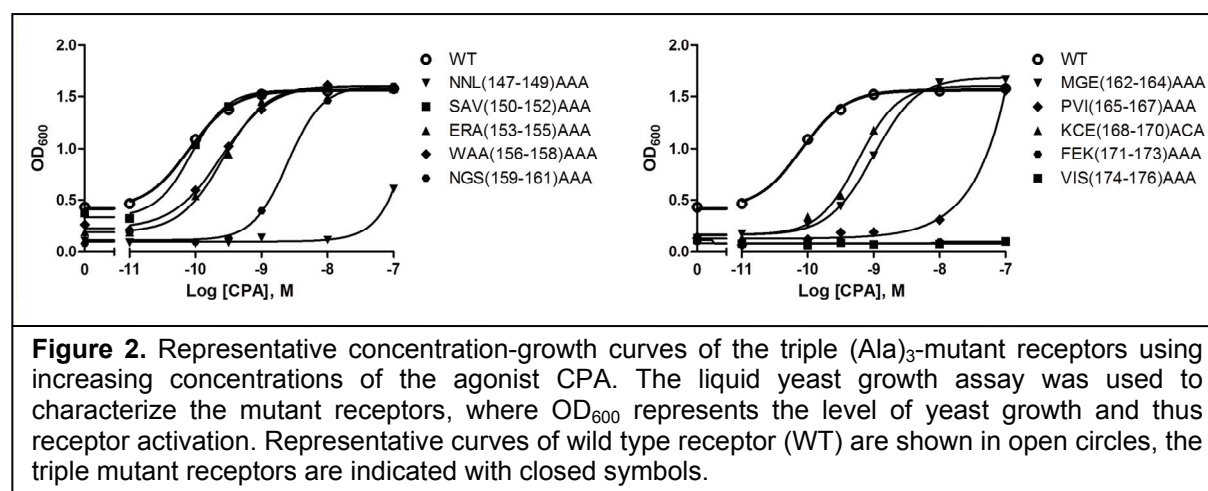 2.0
1.5
1.0
0.5
0.0
OD600
0 -11 -10 -9 -8 -7
Log [CPA], M
WT
NNL(147-149)AAA
SAV(150-152)AAA
ERA(153-155)AAA
WAA(156-158)AAA
NGS(159-161)AAA
2.0
1.5
1.0
0.5
0.0
OD600
0 -11 -10 -9 -8 -7
Log [CPA], M
WT
MGE(162-164)AAA
PVI(165-167)AAA
KCE(168-170)ACA
FEK(171-173)AAA
VIS(174-176)AAA
Figure 2. Representative concentration-growth curves of the triple (Ala)3-mutant receptors using
increasing concentrations of the agonist CPA. The liquid yeast growth assay was used to
characterize the mutant receptors, where OD600 represents the level of yeast growth and thus
receptor activation. Representative curves of wild type receptor (WT) are shown in open circles, the
triple mutant receptors are indicated with closed symbols.